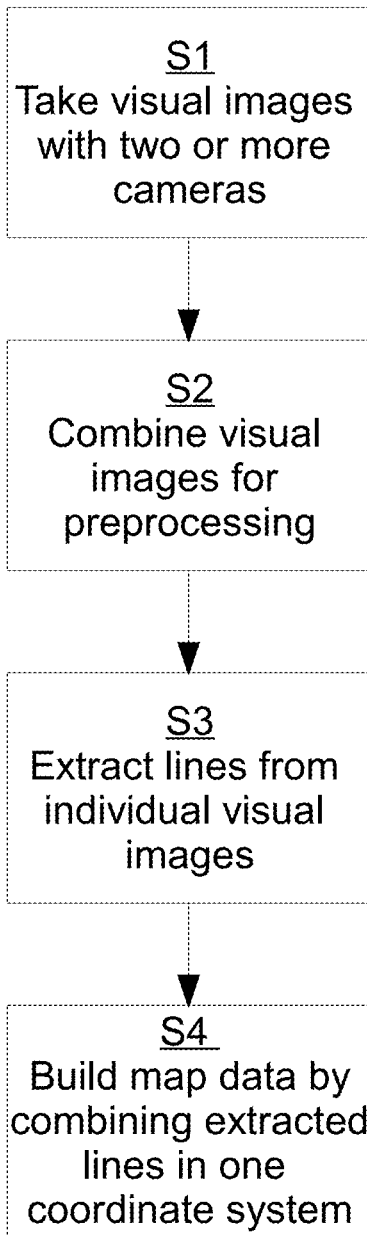 S1
Take visual images
with two or more
cameras
S2
Combine visual
images for
preprocessing
S3
Extract lines from
individual visual
images
S4
Build map data by
combining extracted
lines in one
coordinate system